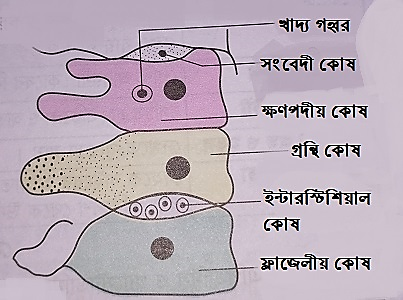 খাদ্য গহ্বর
সংবেদী কোষ
ক্ষণপদীয় কোষ
গ্রন্থি কোষ
ইন্টারস্টিশিয়াল
কোষ
ফ্লাজেলীয় কোষ